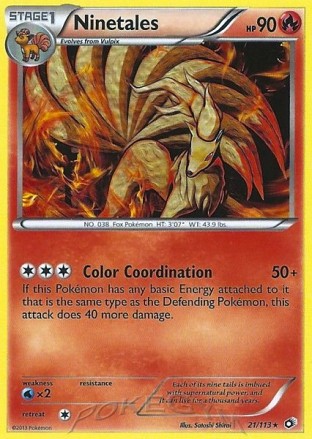 STAGE1
Ninetales
HP 90
Evolves from Vulpix
NO. 038 Fox Pokémon HT: 3'07" WT: 43.9 lbs.
Color Coordination 50+
If this Pokémon has any basic Energy attached to it
that is the same type as the Defending Pokémon, this
attack does 40 more damage.
weakness resistance
×2
Each of its nine tails is imbued
with supernatural power, and
it can live for a thousand years.
retreat
©2013 Pokémon
Illus. Satoshi Shirai
21/113 ★